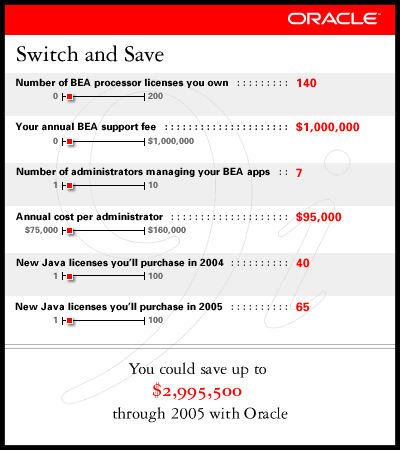 ORACLE
Switch and Save
Number of BEA processor licenses you own : : : : : : : : : 140
0 200
Your annual BEA support fee : : : : : : : : : : : : : : : : : : : : $1,000,000
0 $1,000,000
Number of administrators managing your BEA apps : : 7
1 10
Annual cost per administrator : : : : : : : : : : : : : : : : : : : $95,000
$75,000 $160,000
New Java licenses you'll purchase in 2004 : : : : : : : : : 40
1 100
New Java licenses you'll purchase in 2005 : : : : : : : : : 65
1 100
You could save up to
$2,995,500
through 2005 with Oracle